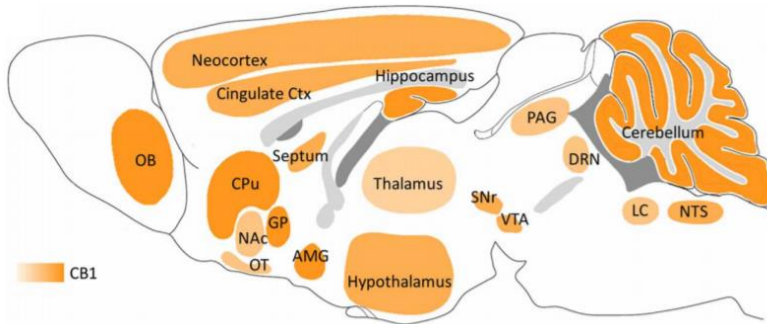 Neocortex
Hippocampus
Cingulate Ctx
PAG
Cerebellum
OB
Septum
DRN
CPu
Thalamus
SNr
VTA
LC
NTS
GP
NAc
AMG
OT
CB1
Hypothalamus